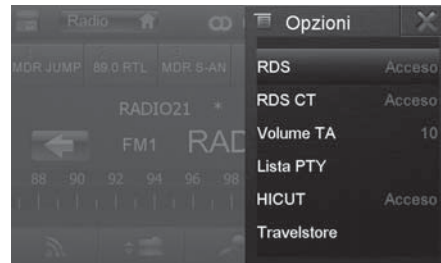 Radio
Opzioni
MDR JUMP 89.0 RTL MDR S-AN
RADIO21 *
FM1 RAD
88 90 92 94 96 98
RDS Acceso
RDS CT Acceso
Volume TA 10
Lista PTY
HICUT Acceso
Travelstore